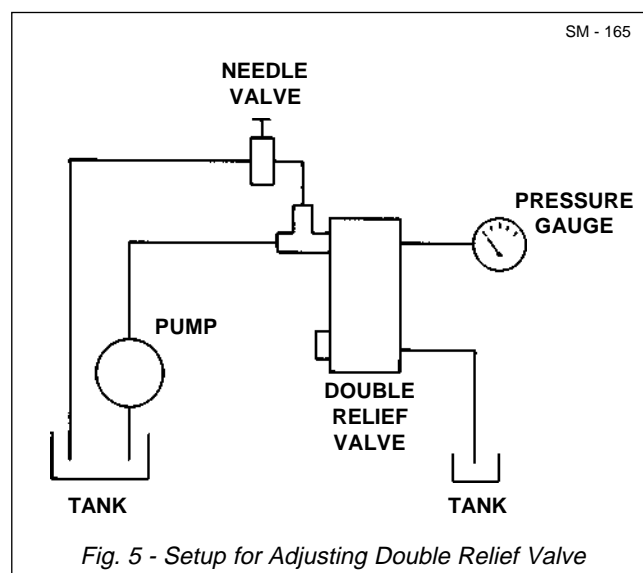 SM - 165
NEEDLE
VALVE
PRESSURE
GAUGE
PUMP
DOUBLE
RELIEF
VALVE
TANK
TANK
Fig. 5 - Setup for Adjusting Double Relief Valve